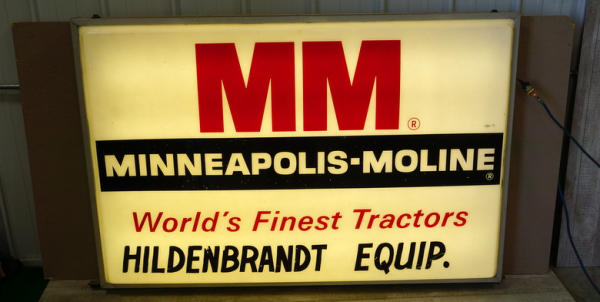 MM®
MINNEAPOLIS-MOLINE®
World's Finest Tractors
HILDENBRANDT EQUIP.